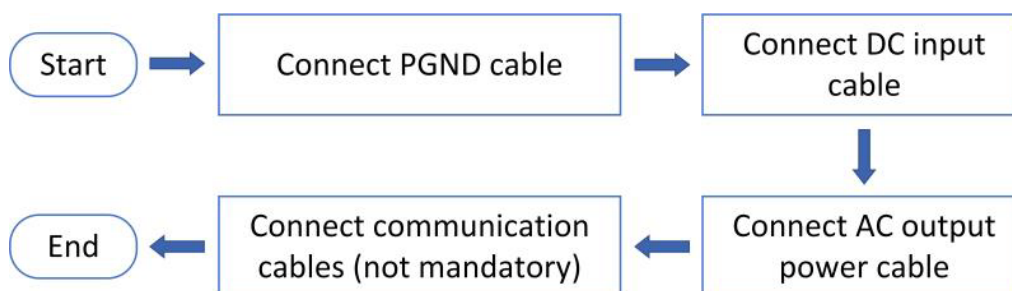 Start
Connect PGND cable
Connect DC input
cable
Connect AC output
power cable
Connect communication
cables (not mandatory)
End